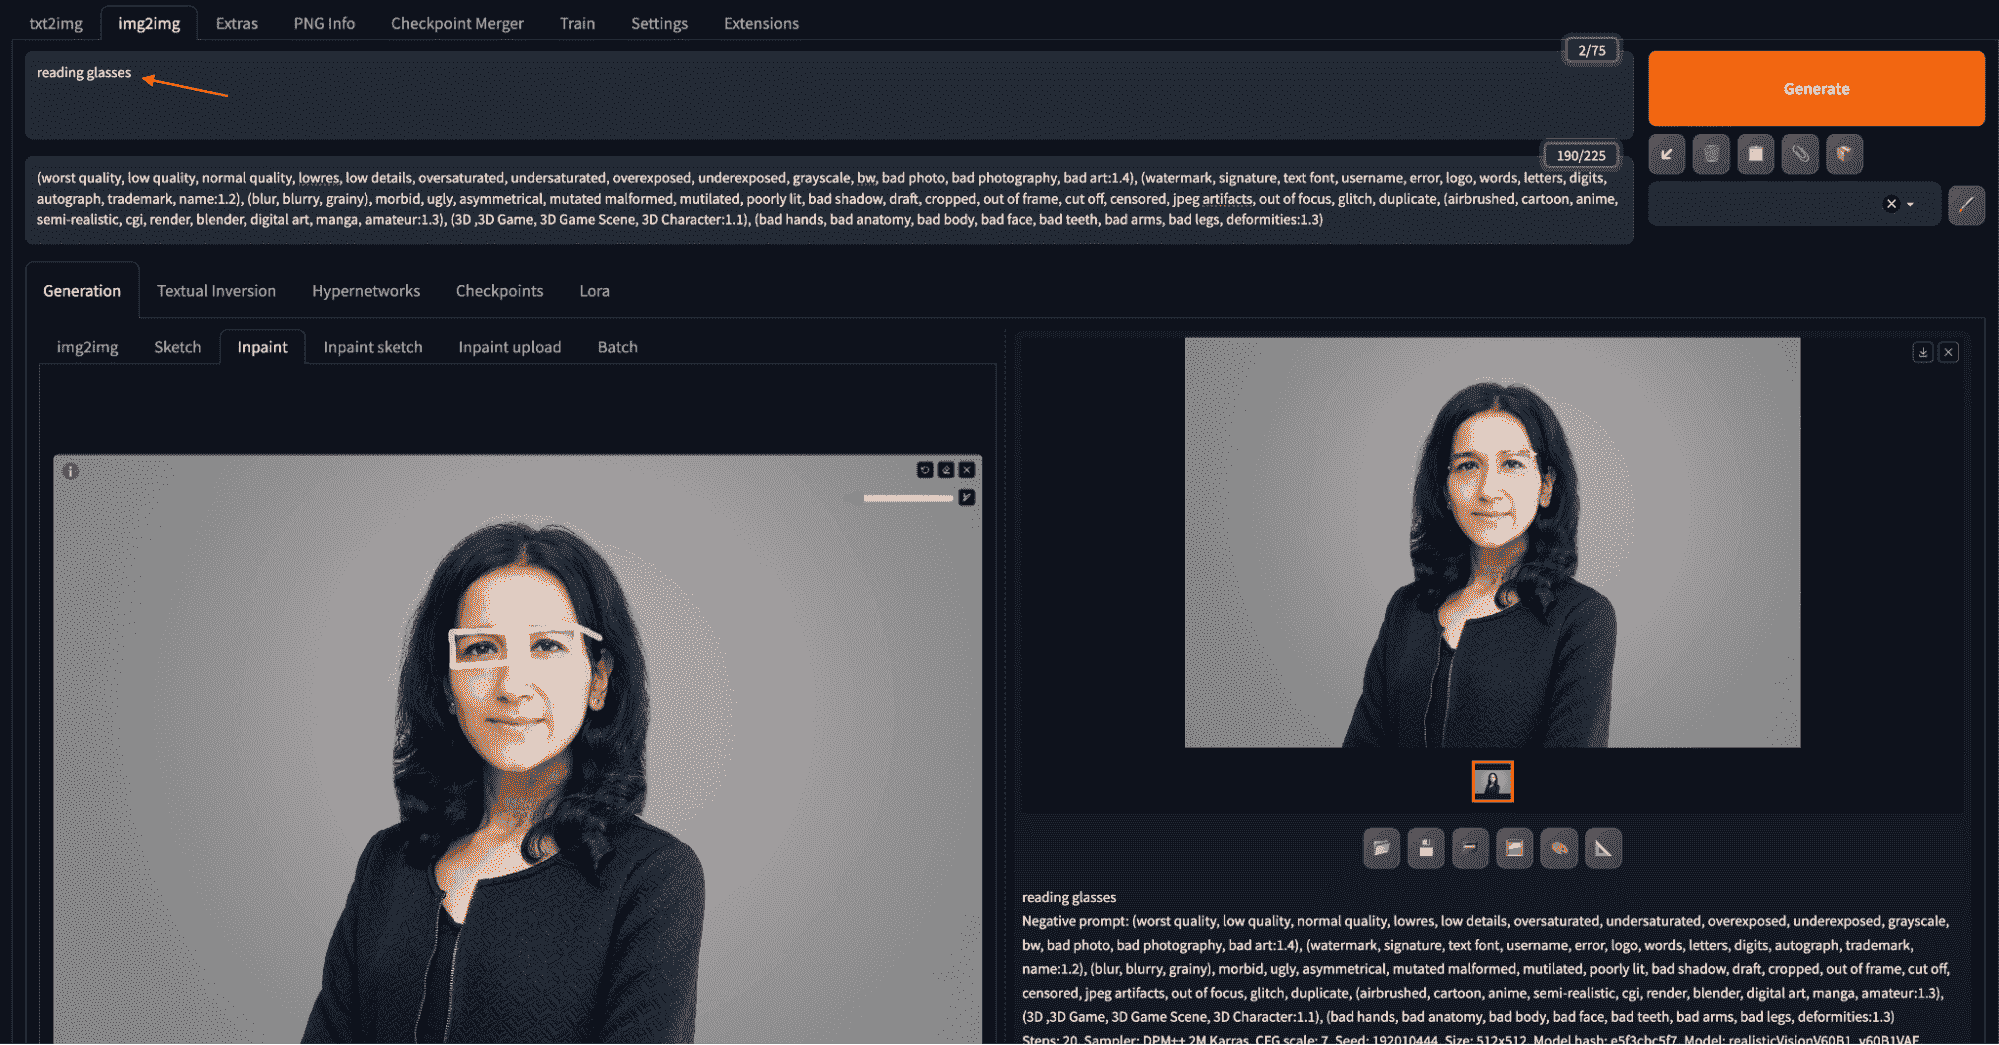 txt2img img2img Extras PNG Info Checkpoint Merger Train Settings Extensions
2/75
reading glasses
Generate
190/225
(worst quality, low quality, normal quality, lowres, low details, oversaturated, undersaturated, overexposed, underexposed, grayscale, bw, bad photo, bad photography, bad art:1.4), (watermark, signature, text font, username, error, logo, words, letters, digits,
autograph, trademark, name:1.2), (blur, blurry, grainy), morbid, ugly, asymmetrical, mutated malformed, mutilated, poorly lit, bad shadow, draft, cropped, out of frame, cut off, censored, jpeg artifacts, out of focus, glitch, duplicate, (airbrushed, cartoon, anime,
semi-realistic, cgi, render, blender, digital art, manga, amateur:1.3), (3D ,3D Game, 3D Game Scene, 3D Character:1.1), (bad hands, bad anatomy, bad body, bad face, bad teeth, bad arms, bad legs, deformities:1.3)
Generation Textual Inversion Hypernetworks Checkpoints Lora
img2img Sketch Inpaint Inpaint sketch Inpaint upload Batch
reading glasses
Negative prompt: (worst quality, low quality, normal quality, lowres, low details, oversaturated, undersaturated, overexposed, underexposed, grayscale,
bw, bad photo, bad photography, bad art:1.4), (watermark, signature, text font, username, error, logo, words, letters, digits, autograph, trademark,
name:1.2), (blur, blurry, grainy), morbid, ugly, asymmetrical, mutated malformed, mutilated, poorly lit, bad shadow, draft, cropped, out of frame, cut off,
censored, jpeg artifacts, out of focus, glitch, duplicate, (airbrushed, cartoon, anime, semi-realistic, cgi, render, blender, digital art, manga, amateur:1.3),
(3D ,3D Game, 3D Game Scene, 3D Character:1.1), (bad hands, bad anatomy, bad body, bad face, bad teeth, bad arms, bad legs, deformities:1.3)
Steps: 20, Sampler: DPM++ 2M Karras, CFG scale: 7, Seed: 192010444, Size: 512x512, Model hash: e5f3cbc5f7, Model: realisticVisionV60B1_v60B1VAE,